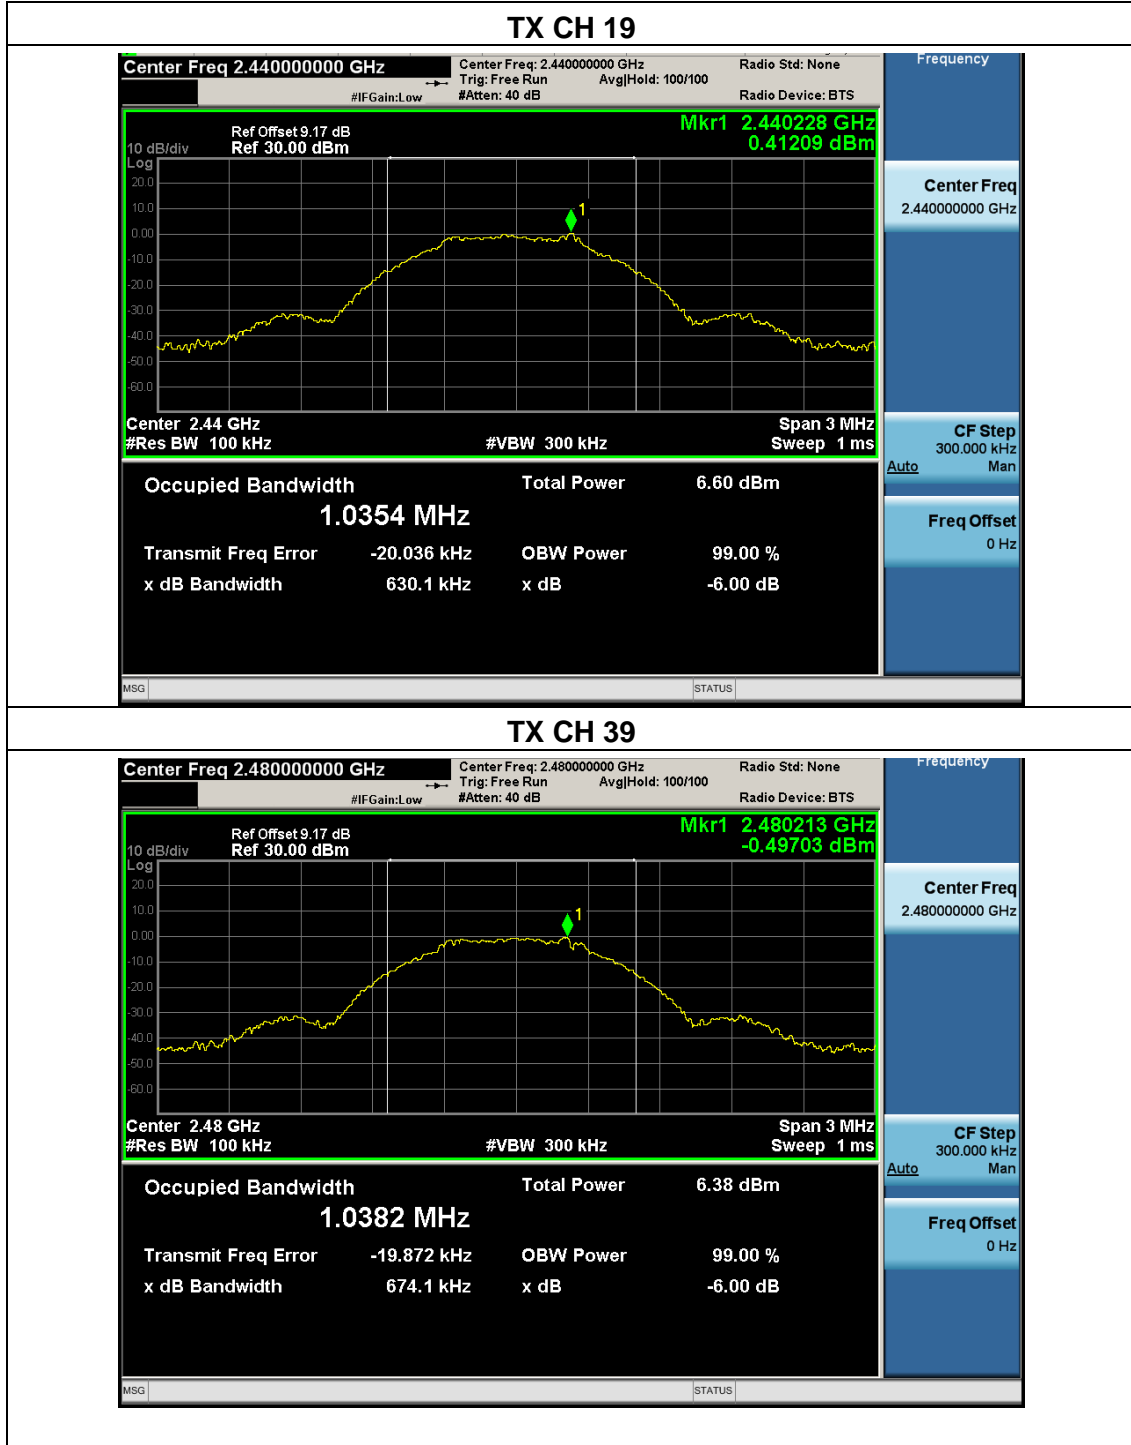 TX CH 19
Center Freq 2.440000000 GHz
Center Freq: 2.440000000 GHz
Radio Std: None
Trig: Free Run
Avg|Hold: 100/100
#IFGain:Low
#Atten: 40 dB
Radio Device: BTS
Frequency
Ref Offset 9.17 dB
Mkr1 2.440228 GHz
10 dB/div
Ref 30.00 dBm
0.41209 dBm
Log
20.0
10.0
0.00
-10.0
-20.0
-30.0
-40.0
-50.0
-60.0
1
Center 2.44 GHz
Span 3 MHz
#Res BW 100 kHz
#VBW 300 kHz
Sweep 1 ms
Center Freq
2.440000000 GHz
CF Step
300.000 kHz
Auto Man
Freq Offset
0 Hz
Occupied Bandwidth
Total Power 6.60 dBm
1.0354 MHz
Transmit Freq Error -20.036 kHz
OBW Power 99.00 %
x dB Bandwidth 630.1 kHz
x dB -6.00 dB
MSG
STATUS
TX CH 39
Center Freq 2.480000000 GHz
Center Freq: 2.480000000 GHz
Radio Std: None
Trig: Free Run
Avg|Hold: 100/100
#IFGain:Low
#Atten: 40 dB
Radio Device: BTS
Frequency
Ref Offset 9.17 dB
Mkr1 2.480213 GHz
10 dB/div
Ref 30.00 dBm
-0.49703 dBm
Log
20.0
10.0
0.00
-10.0
-20.0
-30.0
-40.0
-50.0
-60.0
1
Center 2.48 GHz
Span 3 MHz
#Res BW 100 kHz
#VBW 300 kHz
Sweep 1 ms
Center Freq
2.480000000 GHz
CF Step
300.000 kHz
Auto Man
Freq Offset
0 Hz
Occupied Bandwidth
Total Power 6.38 dBm
1.0382 MHz
Transmit Freq Error -19.872 kHz
OBW Power 99.00 %
x dB Bandwidth 674.1 kHz
x dB -6.00 dB
MSG
STATUS